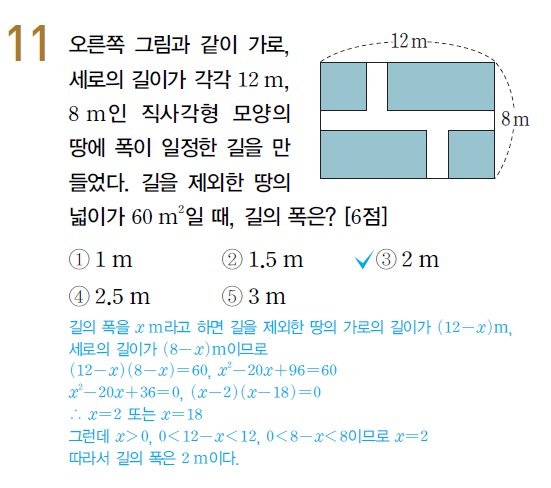 11
오른쪽 그림과 같이 가로,
세로의 길이가 각각 12 m,
8 m인 직사각형 모양의
땅에 폭이 일정한 길을 만
들었다. 길을 제외한 땅의
넓이가 60 m²일 때, 길의 폭은? [6점]
12 m
8 m
① 1 m ② 1.5 m ③ 2 m
④ 2.5 m ⑤ 3 m
길의 폭을 x m라고 하면 길을 제외한 땅의 가로의 길이가 (12-x)m,
세로의 길이가 (8-x)m이므로
(12-x)(8-x)=60, x²-20x+96=60
x²-20x+36=0, (x-2)(x-18)=0
∴ x=2 또는 x=18
그런데 x>0, 0<12-x<12, 0<8-x<8이므로 x=2
따라서 길의 폭은 2 m이다.